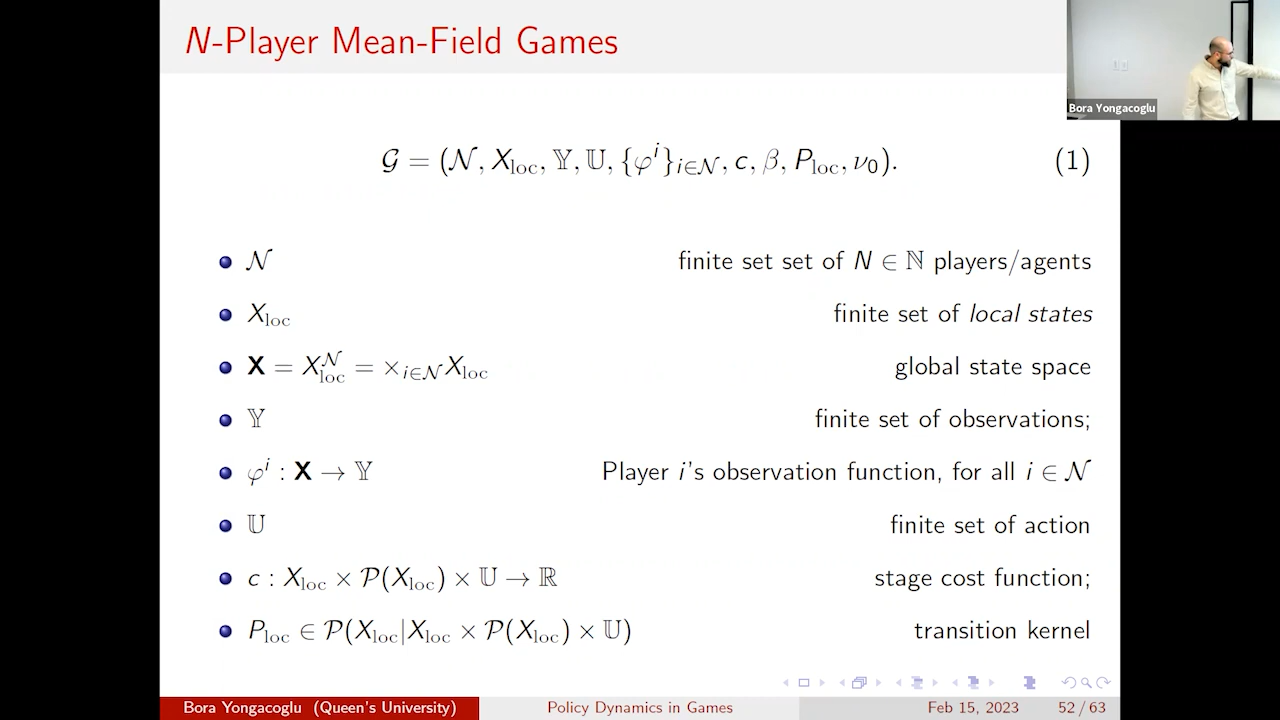 N-Player Mean-Field Games
Bora Yongacoglu
𝒢 = (𝒩, X_loc, 𝕐, 𝕌, {φ^i}_{i∈𝒩}, c, β, P_loc, ν_0). (1)
𝒩 finite set set of N ∈ ℕ players/agents
X_loc finite set of local states
𝐗 = X_loc^𝒩 = ×_{i∈𝒩} X_loc global state space
𝕐 finite set of observations;
φ^i : 𝐗 → 𝕐 Player i's observation function, for all i ∈ 𝒩
𝕌 finite set of action
c : X_loc × 𝒫(X_loc) × 𝕌 → ℝ stage cost function;
P_loc ∈ 𝒫(X_loc|X_loc × 𝒫(X_loc) × 𝕌) transition kernel
Bora Yongacoglu (Queen's University) Policy Dynamics in Games Feb 15, 2023 52 / 63